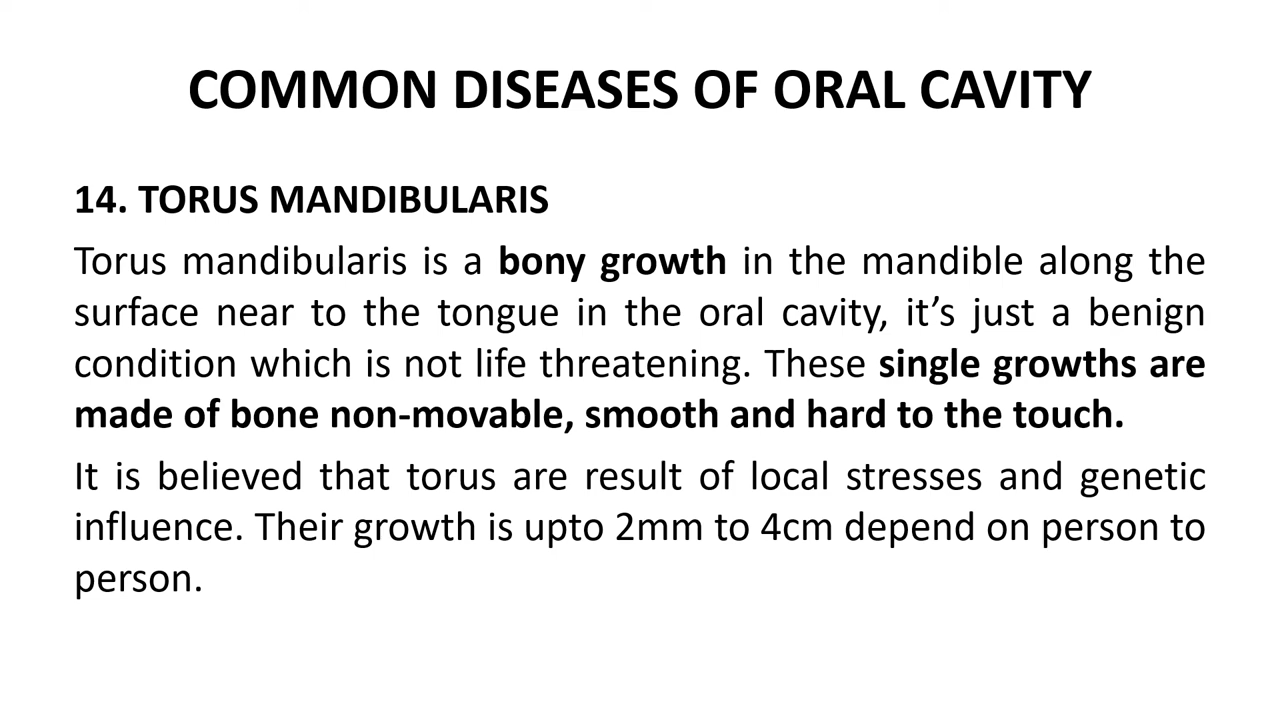 COMMON DISEASES OF ORAL CAVITY
14. TORUS MANDIBULARIS
Torus mandibularis is a bony growth in the mandible along the
surface near to the tongue in the oral cavity, it’s just a benign
condition which is not life threatening. These single growths are
made of bone non-movable, smooth and hard to the touch.
It is believed that torus are result of local stresses and genetic
influence. Their growth is upto 2mm to 4cm depend on person to
person.